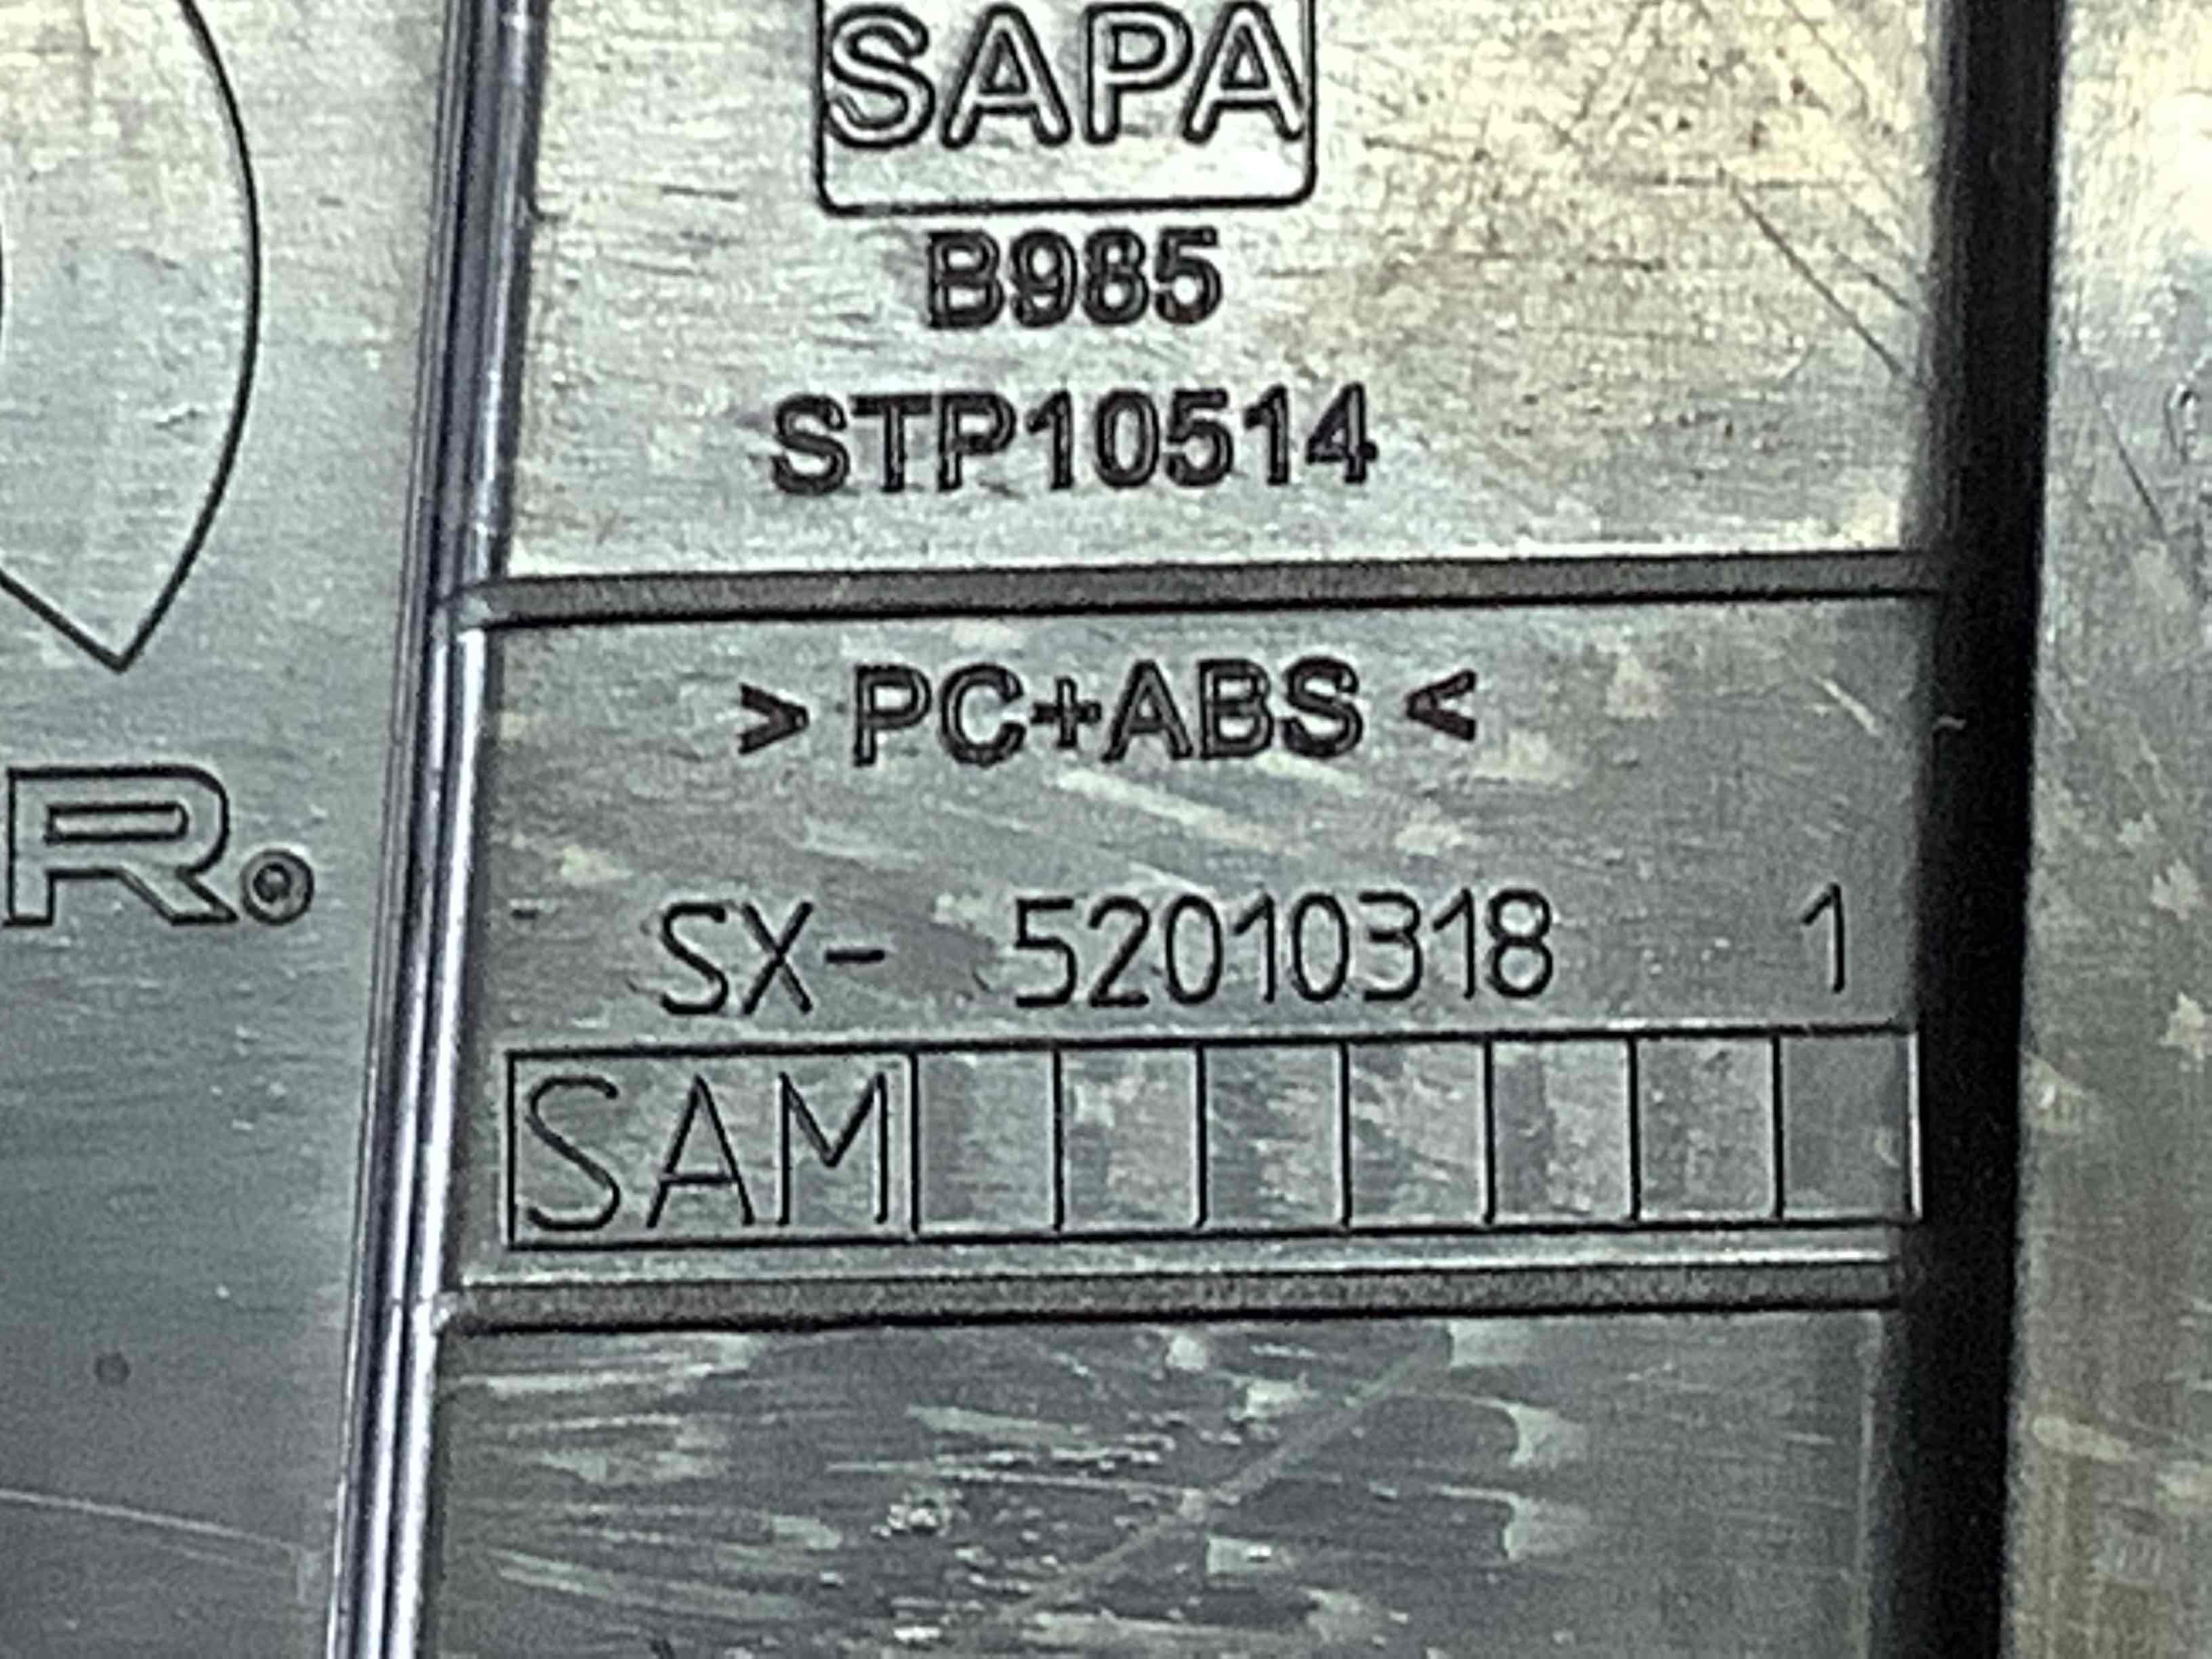 SAPA
B985
STP10514
> PC+ABS <
R.
SX- 52010318 1
SAM